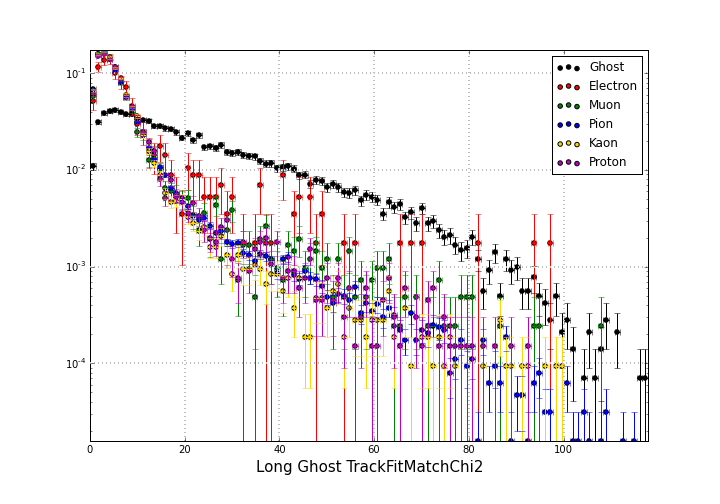 10⁻¹
10⁻²
10⁻³
10⁻⁴
Ghost
Electron
Muon
Pion
Kaon
Proton
0 20 40 60 80 100
Long Ghost TrackFitMatchChi2